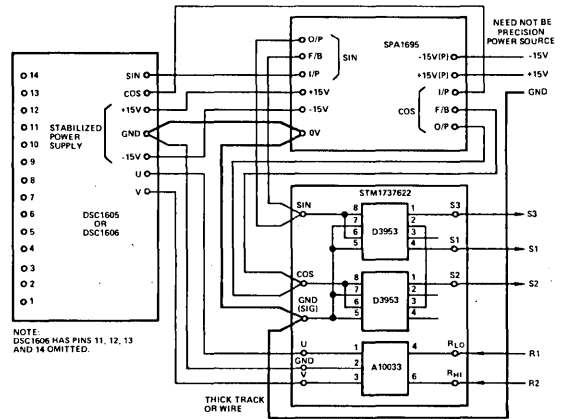 NEED NOT BE
PRECISION
POWER SOURCE
SPA1695
O/P
F/B
I/P
SIN
+15V
-15V
0V
-15V(P)
+15V(P)
I/P
F/B
O/P
COS
-15V
+15V
GND
14
13
12
11
10
9
8
7
6
5
4
3
2
1
STABILIZED
POWER
SUPPLY
DSC1605
OR
DSC1606
SIN
COS
+15V
GND
-15V
U
V
NOTE:
DSC1606 HAS PINS 11, 12, 13
AND 14 OMITTED.
STM1737622
SIN
8
7
6
5
D3953
1
2
3
4
S3
S1
S3
S1
COS
GND
(SIG)
8
7
6
5
D3953
1
2
3
4
S2
S2
U
GND
V
1
2
3
A10033
4
6
RLO
RHI
R1
R2
THICK TRACK
OR WIRE